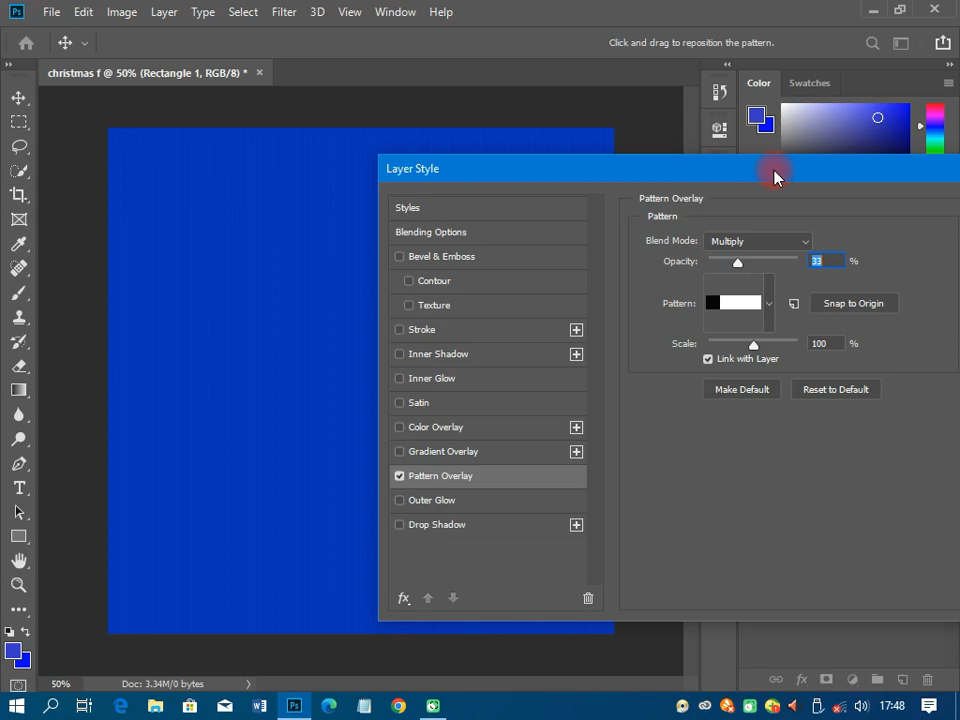 Ps File Edit Image Layer Type Select Filter 3D View Window Help
Click and drag to reposition the pattern.
christmas f @ 50% (Rectangle 1, RGB/8) *
Color Swatches
Layer Style
Styles
Blending Options
Bevel & Emboss
Contour
Texture
Stroke
Inner Shadow
Inner Glow
Satin
Color Overlay
Gradient Overlay
Pattern Overlay
Outer Glow
Drop Shadow
fx
Pattern Overlay
Pattern
Blend Mode: Multiply
Opacity: 33 %
Pattern: Snap to Origin
Scale: 100 %
Link with Layer
Make Default Reset to Default
fx
50% Doc: 3.34M/0 bytes
Ps
17:48